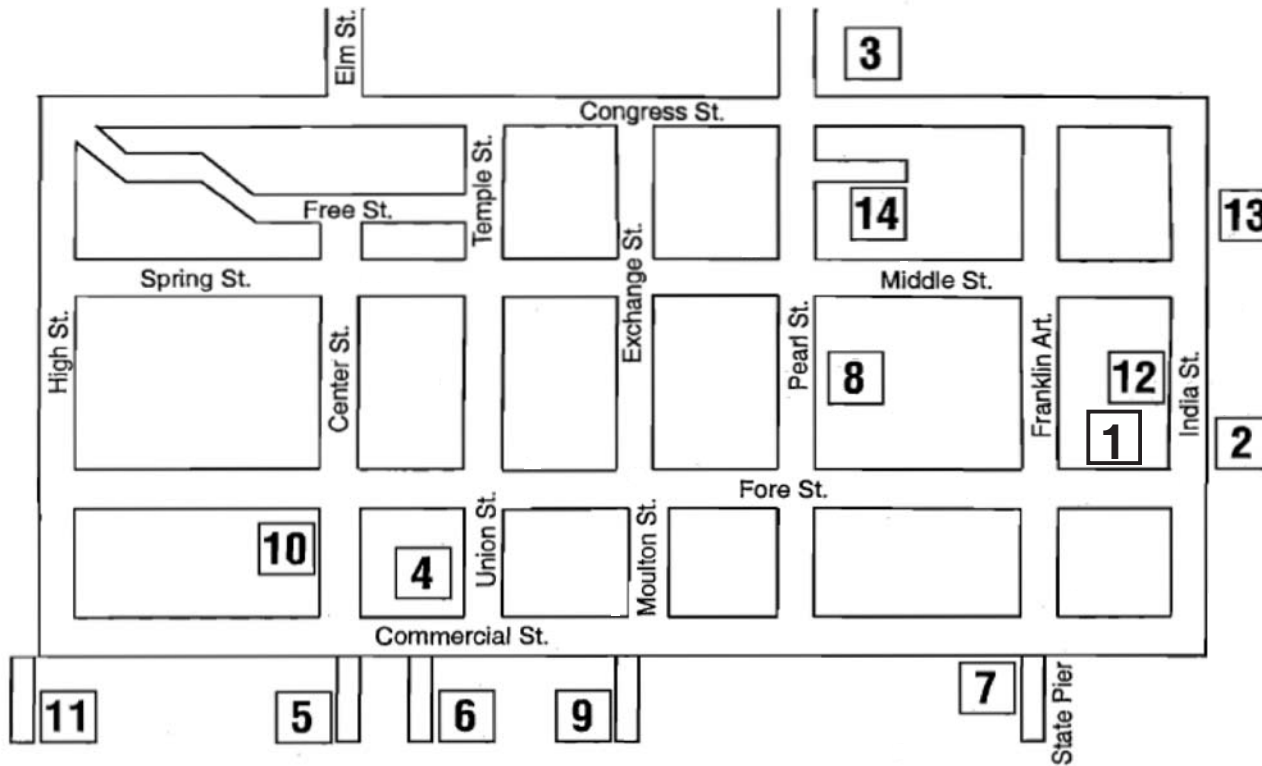 Elm St.
3
Congress St.
Temple St.
Free St.
14
13
Exchange St.
Spring St.
Middle St.
High St.
Center St.
Pearl St.
8
Franklin Art.
12
India St.
1
2
Fore St.
10
4
Union St.
Moulton St.
Commercial St.
11
5
6
9
7
State Pier